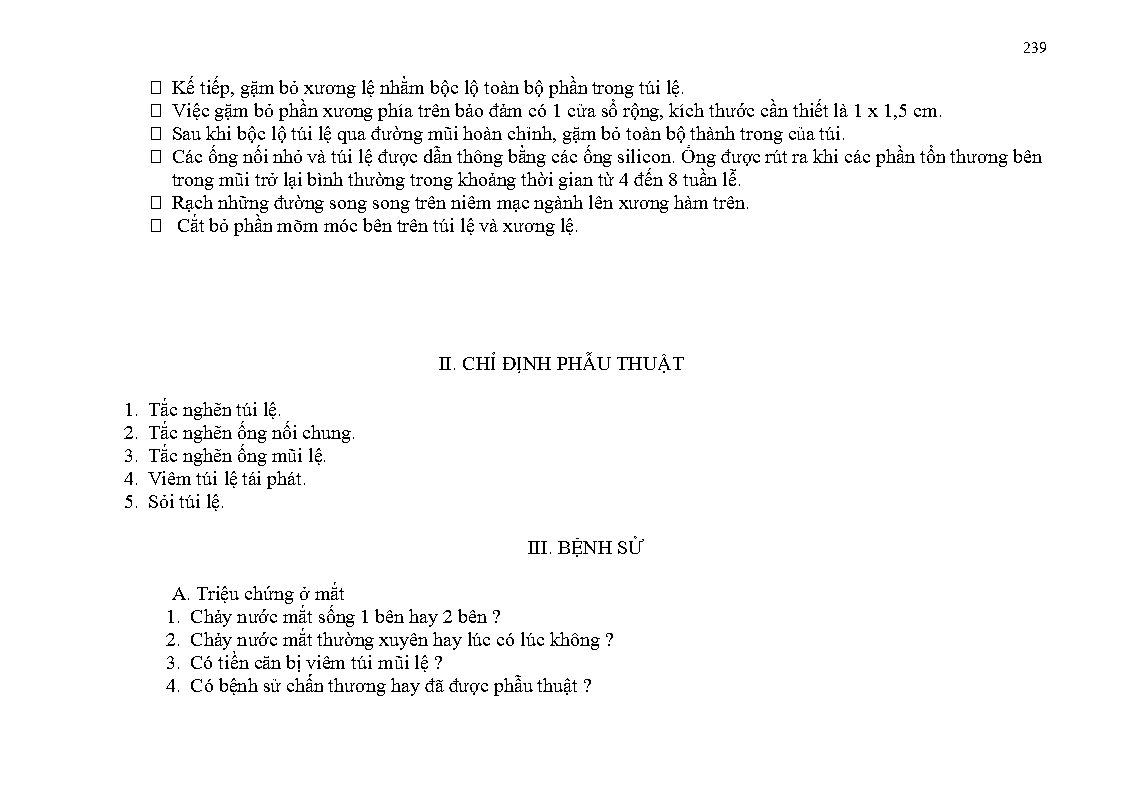 239
□ Kế tiếp, gặm bỏ xương lệ nhằm bộc lộ toàn bộ phần trong túi lệ.
□ Việc gặm bỏ phần xương phía trên bảo đảm có 1 cửa sổ rộng, kích thước cần thiết là 1 x 1,5 cm.
□ Sau khi bộc lộ túi lệ qua đường mũi hoàn chỉnh, gặm bỏ toàn bộ thành trong của túi.
□ Các ống nối nhỏ và túi lệ được dẫn thông bằng các ống silicon. Ống được rút ra khi các phần tổn thương bên
trong mũi trở lại bình thường trong khoảng thời gian từ 4 đến 8 tuần lễ.
□ Rạch những đường song song trên niêm mạc ngành lên xương hàm trên.
□ Cắt bỏ phần mõm móc bên trên túi lệ và xương lệ.
II. CHỈ ĐỊNH PHẪU THUẬT
1. Tắc nghẽn túi lệ.
2. Tắc nghẽn ống nối chung.
3. Tắc nghẽn ống mũi lệ.
4. Viêm túi lệ tái phát.
5. Sỏi túi lệ.
III. BỆNH SỬ
A. Triệu chứng ở mắt
1. Chảy nước mắt sống 1 bên hay 2 bên ?
2. Chảy nước mắt thường xuyên hay lúc có lúc không ?
3. Có tiền căn bị viêm túi mũi lệ ?
4. Có bệnh sử chấn thương hay đã được phẫu thuật ?